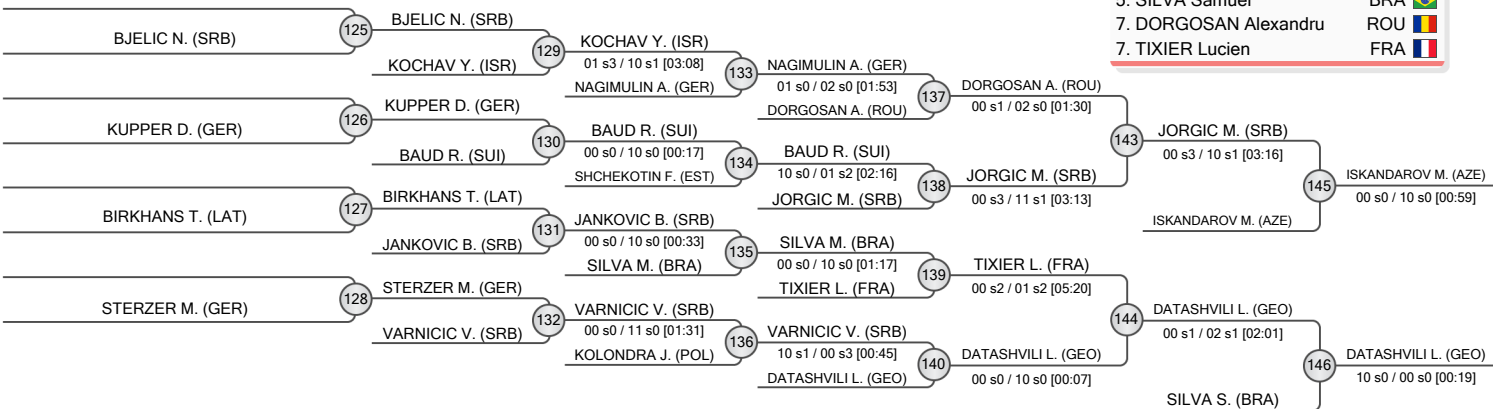 5. SILVA Samuel BRA
7. DORGOSAN Alexandru ROU
7. TIXIER Lucien FRA
BJELIC N. (SRB)
125
BJELIC N. (SRB)
KOCHAV Y. (ISR)
129
KOCHAV Y. (ISR)
01 s3 / 10 s1 [03:08]
NAGIMULIN A. (GER)
133
NAGIMULIN A. (GER)
01 s0 / 02 s0 [01:53]
DORGOSAN A. (ROU)
137
DORGOSAN A. (ROU)
00 s1 / 02 s0 [01:30]
KUPPER D. (GER)
126
KUPPER D. (GER)
BAUD R. (SUI)
130
BAUD R. (SUI)
00 s0 / 10 s0 [00:17]
SHCHEKOTIN F. (EST)
134
BAUD R. (SUI)
10 s0 / 01 s2 [02:16]
JORGIC M. (SRB)
138
JORGIC M. (SRB)
00 s3 / 11 s1 [03:13]
143
JORGIC M. (SRB)
00 s3 / 10 s1 [03:16]
ISKANDAROV M. (AZE)
145
ISKANDAROV M. (AZE)
00 s0 / 10 s0 [00:59]
BIRKHANS T. (LAT)
127
BIRKHANS T. (LAT)
JANKOVIC B. (SRB)
131
JANKOVIC B. (SRB)
00 s0 / 10 s0 [00:33]
SILVA M. (BRA)
135
SILVA M. (BRA)
00 s0 / 10 s0 [01:17]
TIXIER L. (FRA)
139
TIXIER L. (FRA)
00 s2 / 01 s2 [05:20]
STERZER M. (GER)
128
STERZER M. (GER)
VARNICIC V. (SRB)
132
VARNICIC V. (SRB)
00 s0 / 11 s0 [01:31]
KOLONDRA J. (POL)
136
VARNICIC V. (SRB)
10 s1 / 00 s3 [00:45]
DATASHVILI L. (GEO)
140
DATASHVILI L. (GEO)
00 s0 / 10 s0 [00:07]
144
DATASHVILI L. (GEO)
00 s1 / 02 s1 [02:01]
SILVA S. (BRA)
146
DATASHVILI L. (GEO)
10 s0 / 00 s0 [00:19]